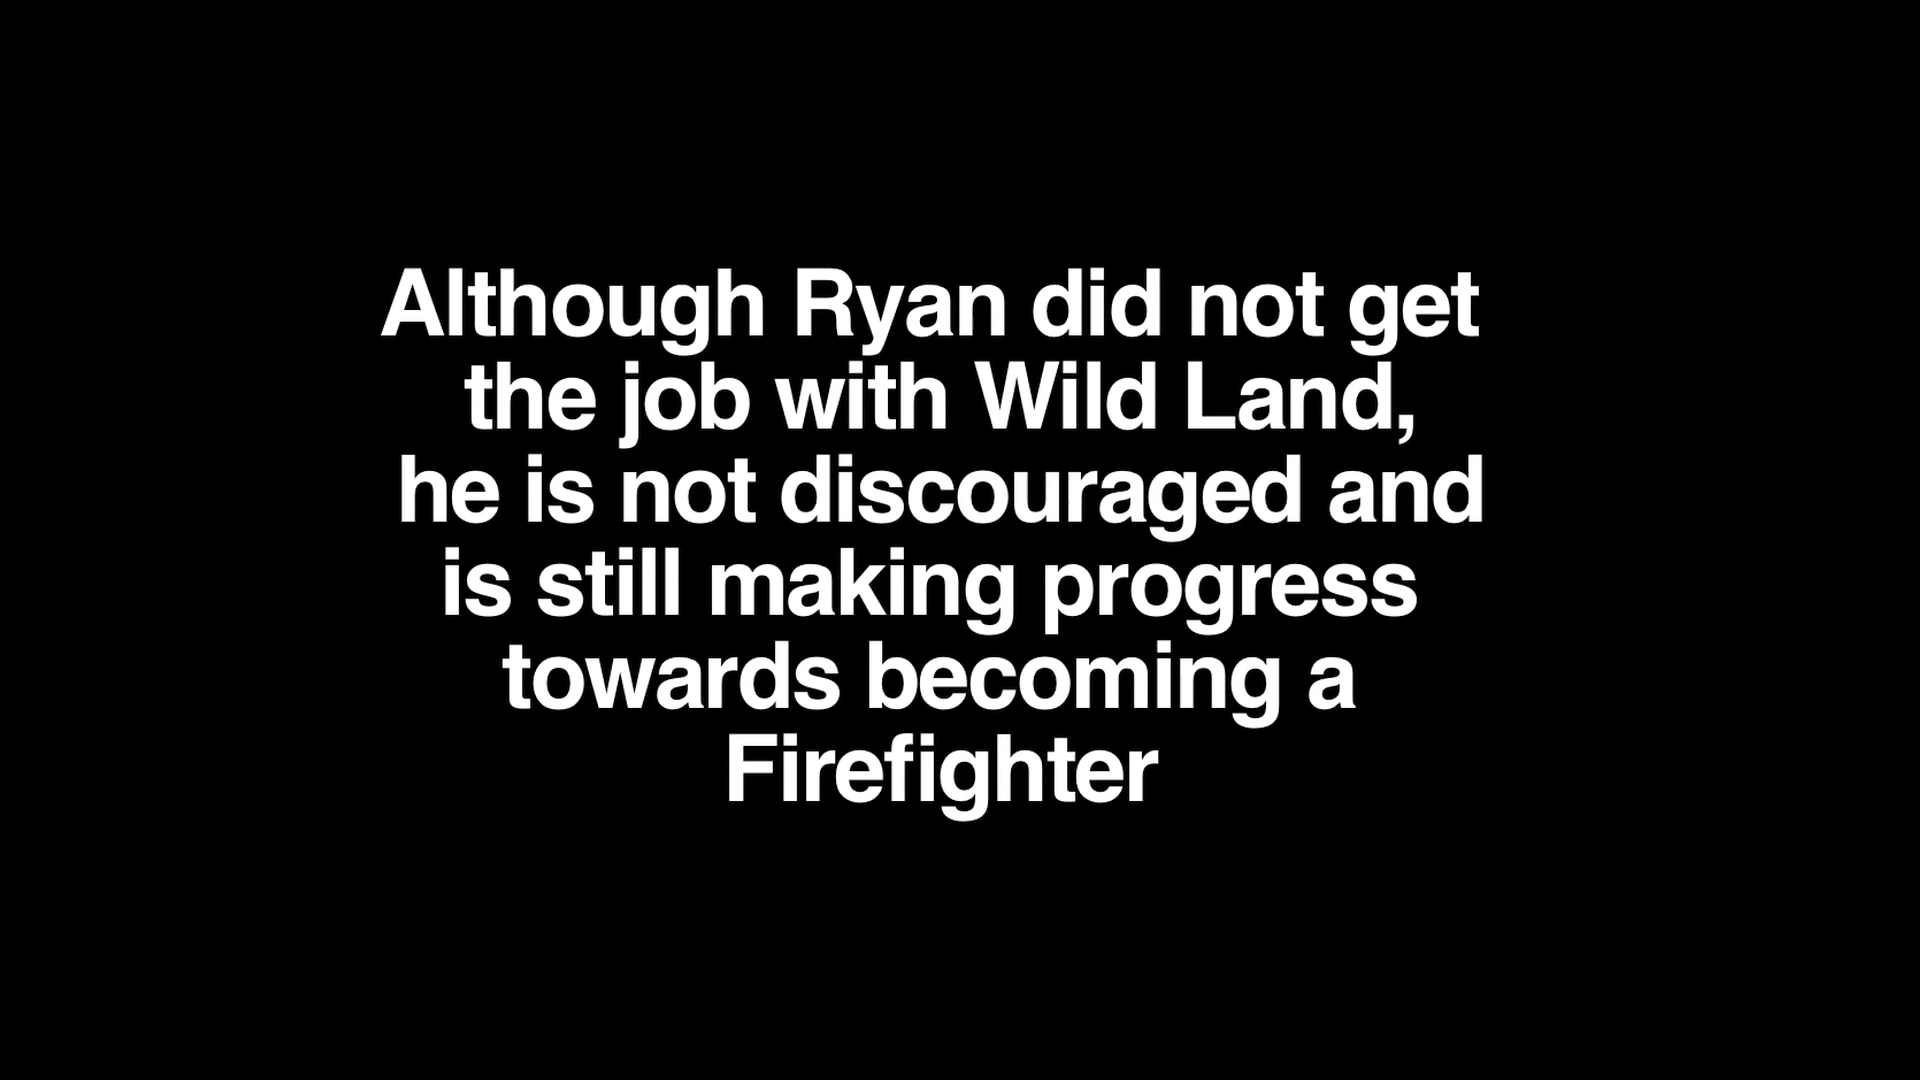 Although Ryan did not get
the job with Wild Land,
he is not discouraged and
is still making progress
towards becoming a
Firefighter